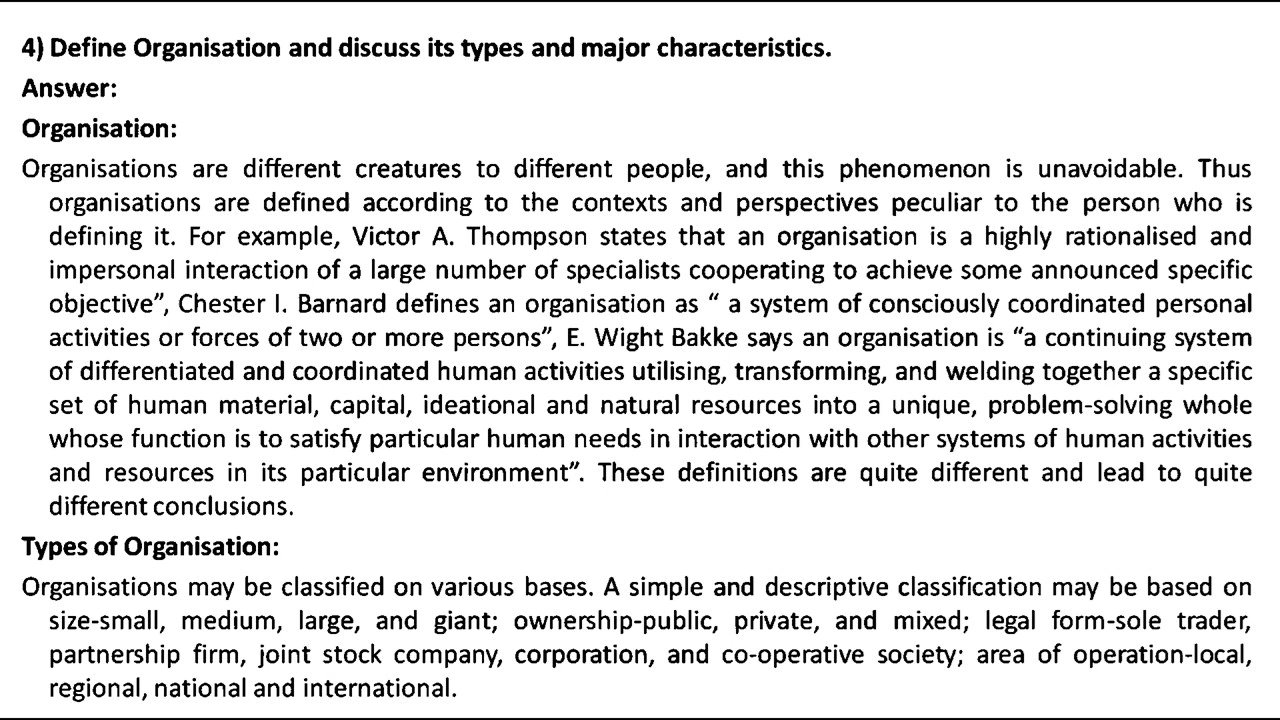 4) Define Organisation and discuss its types and major characteristics.
Answer:
Organisation:
Organisations are different creatures to different people, and this phenomenon is unavoidable. Thus
organisations are defined according to the contexts and perspectives peculiar to the person who is
defining it. For example, Victor A. Thompson states that an organisation is a highly rationalised and
impersonal interaction of a large number of specialists cooperating to achieve some announced specific
objective”, Chester I. Barnard defines an organisation as “ a system of consciously coordinated personal
activities or forces of two or more persons”, E. Wight Bakke says an organisation is “a continuing system
of differentiated and coordinated human activities utilising, transforming, and welding together a specific
set of human material, capital, ideational and natural resources into a unique, problem-solving whole
whose function is to satisfy particular human needs in interaction with other systems of human activities
and resources in its particular environment”. These definitions are quite different and lead to quite
different conclusions.
Types of Organisation:
Organisations may be classified on various bases. A simple and descriptive classification may be based on
size-small, medium, large, and giant; ownership-public, private, and mixed; legal form-sole trader,
partnership firm, joint stock company, corporation, and co-operative society; area of operation-local,
regional, national and international.